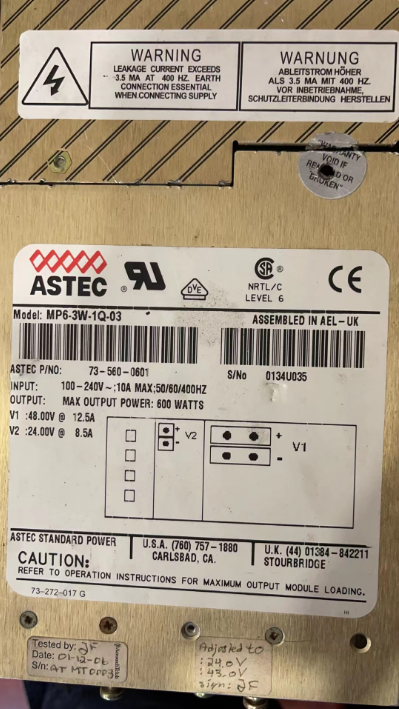 WARNING
LEAKAGE CURRENT EXCEEDS
3.5 MA AT 400 HZ. EARTH
CONNECTION ESSENTIAL
WHEN CONNECTING SUPPLY
WARNUNG
ABLEITSTROM HÖHER
ALS 3.5 MA MIT 400 HZ.
VOR INBETRIEBNAHME,
SCHUTZLEITERBINDUNG HERSTELLEN
WARRANTY
VOID IF
OR
BROKEN"
ASTEC ®
DVE
SA ®
NRTL/C
LEVEL 6
CE
Model: MP6-3W-1Q-03
ASSEMBLED IN AEL-UK
ASTEC P/NO: 73-560-0601
S/No 0134U035
INPUT: 100-240V~;10A MAX;50/60/400HZ
OUTPUT: MAX OUTPUT POWER: 600 WATTS
V1 :48.00V @ 12.5A
V2 :24.00V @ 8.5A
+ V2 -
+ V1 -
ASTEC STANDARD POWER
U.S.A. (760) 757-1880
CARLSBAD, CA.
U.K. (44) 01384-842211
STOURBRIDGE
CAUTION:
REFER TO OPERATION INSTRUCTIONS FOR MAXIMUM OUTPUT MODULE LOADING.
73-272-017 G
Tested by: JF
Date: 01-12-06
S/n:
Adjusted to
: 24.0V
: 43.0V
sign: JF